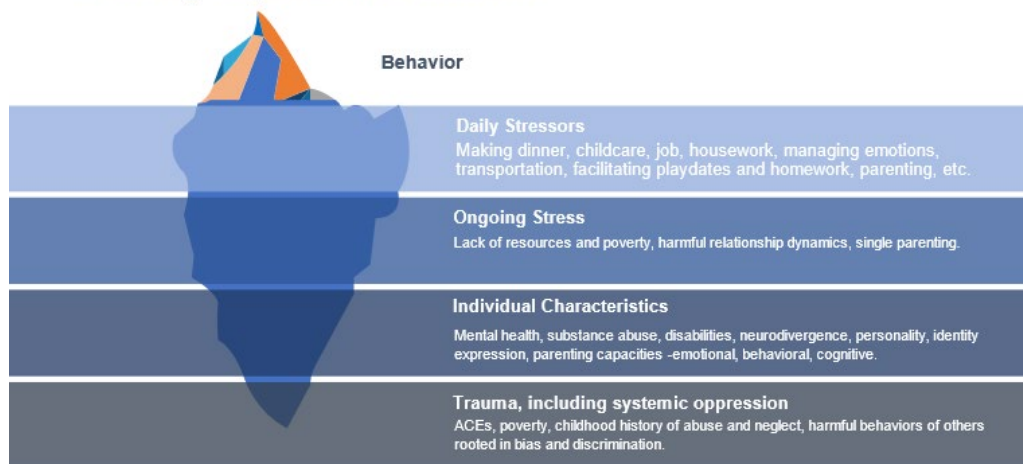 Behavior
Daily Stressors
Making dinner, childcare, job, housework, managing emotions,
transportation, facilitating playdates and homework, parenting, etc.
Ongoing Stress
Lack of resources and poverty, harmful relationship dynamics, single parenting.
Individual Characteristics
Mental health, substance abuse, disabilities, neurodivergence, personality, identity
expression, parenting capacities -emotional, behavioral, cognitive.
Trauma, including systemic oppression
ACEs, poverty, childhood history of abuse and neglect, harmful behaviors of others
rooted in bias and discrimination.